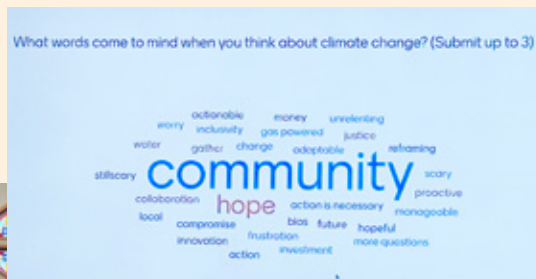 What words come to mind when you think about climate change? (Submit up to 3)
actionable money unrelenting
worry inclusivity gas powered justice
water gather change adaptable reframing
stillscary community scary
proactive
collaboration hope action is necessary manageable
local compromise bias future hopeful
innovation frustration more questions
action investment